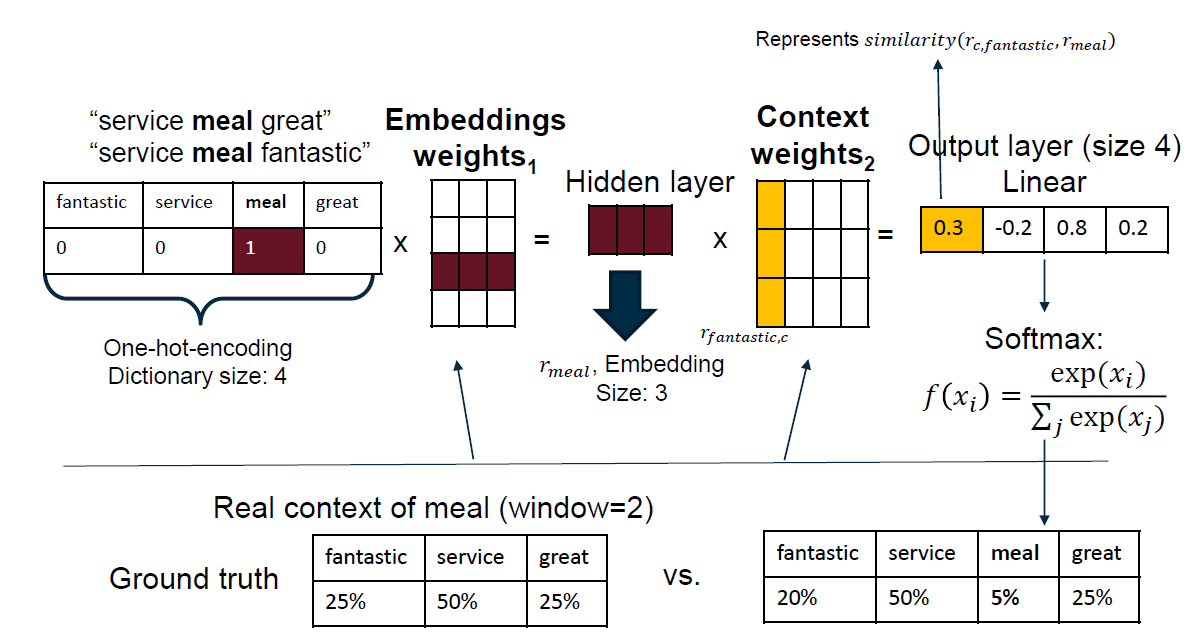 Represents similarity(r_c,fantastic, r_meal)
“service meal great”
“service meal fantastic”
Embeddings
weights₁
Context
weights₂
Output layer (size 4)
Linear
Hidden layer
fantastic service meal great
0 0 1 0
x
=
x
=
0.3 -0.2 0.8 0.2
One-hot-encoding
Dictionary size: 4
r_meal, Embedding
Size: 3
r_fantastic,c
Softmax:
f(x_i) = exp(x_i) / ∑_j exp(x_j)
Real context of meal (window=2)
Ground truth
fantastic service great
25% 50% 25%
vs.
fantastic service meal great
20% 50% 5% 25%